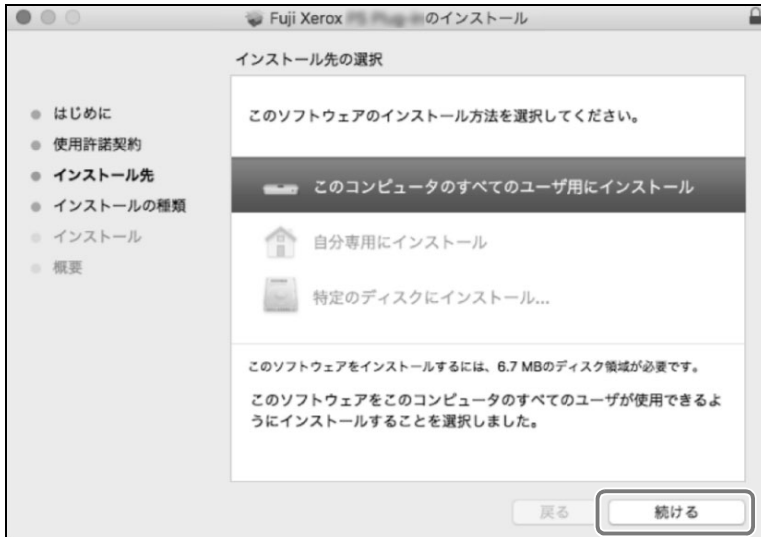 Fuji Xerox のインストール
インストール先の選択
はじめに
使用許諾契約
インストール先
インストールの種類
インストール
概要
このソフトウェアのインストール方法を選択してください。
このコンピュータのすべてのユーザ用にインストール
自分専用にインストール
特定のディスクにインストール...
このソフトウェアをインストールするには、6.7 MBのディスク領域が必要です。
このソフトウェアをこのコンピュータのすべてのユーザが使用できるよ
うにインストールすることを選択しました。
戻る
続ける